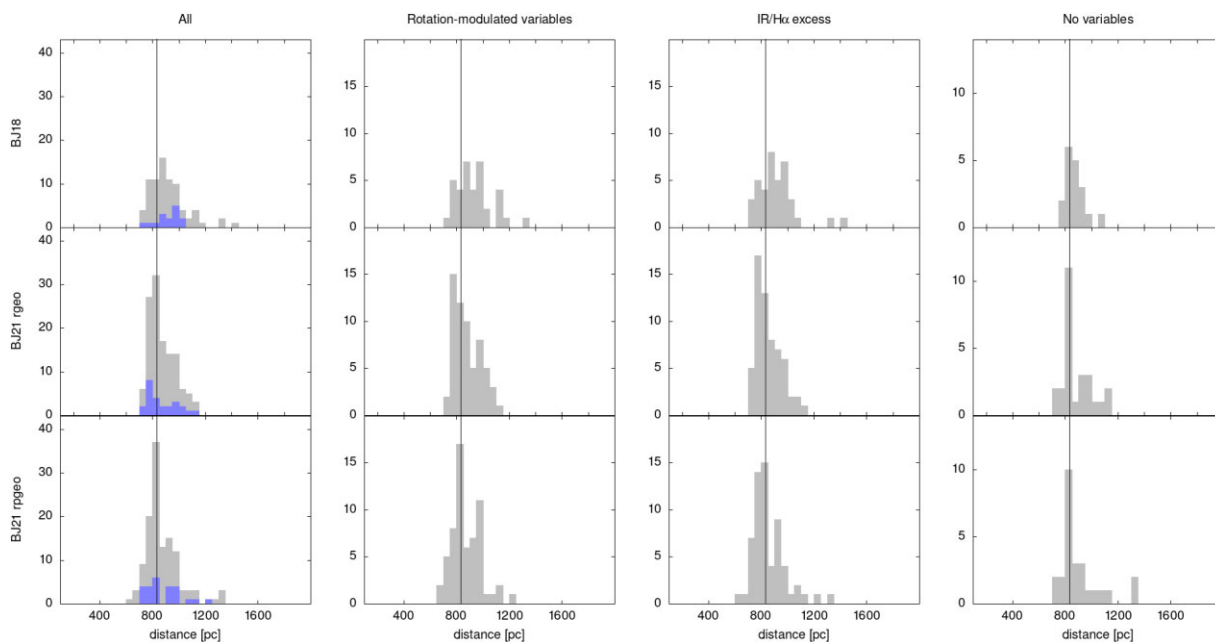 All Rotation-modulated variables IR/Hα excess No variables
BJ18
40 15 15 10
30 10 10 5
20 5 5
10
0 0 0 0
BJ21 rgeo
40 15 15 10
30 10 10 5
20 5 5
10
0 0 0 0
BJ21 rpgeo
40 15 15 10
30 10 10 5
20 5 5
10
0 0 0 0
400 800 1200 1600 400 800 1200 1600 400 800 1200 1600 400 800 1200 1600
distance [pc] distance [pc] distance [pc] distance [pc]